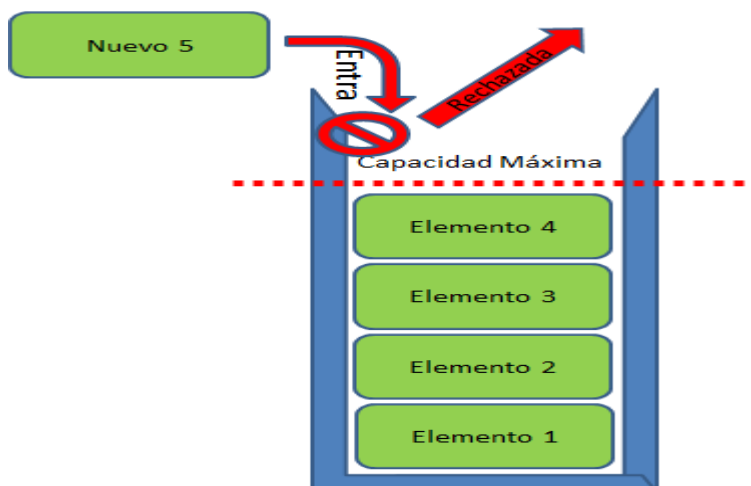 Nuevo 5
Entra
Rechazada
Capacidad Máxima
Elemento 4
Elemento 3
Elemento 2
Elemento 1